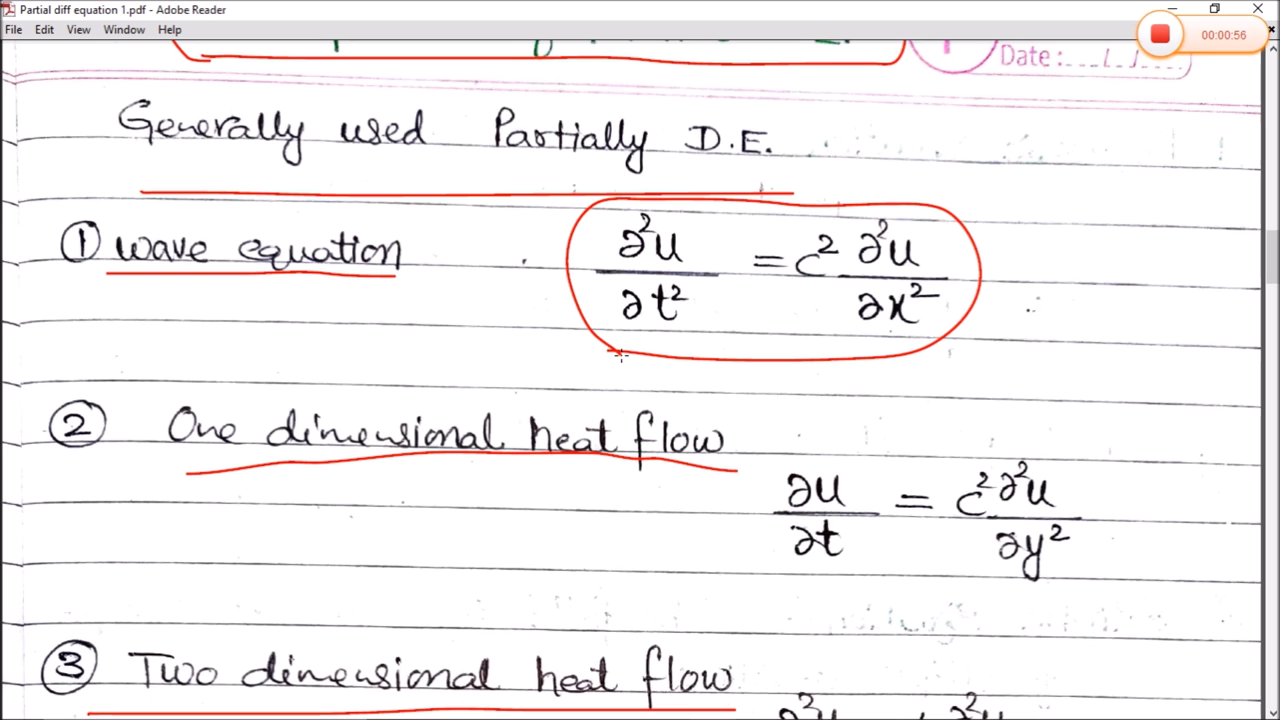 Partial diff equation 1.pdf - Adobe Reader
File Edit View Window Help
00:00:56
Date :
Generally used Partially D.E.
① wave equation ∂²u/∂t² = c² ∂²u/∂x²
② One dimensional heat flow
∂u/∂t = c² ∂²u/∂y²
③ Two dimensional heat flow